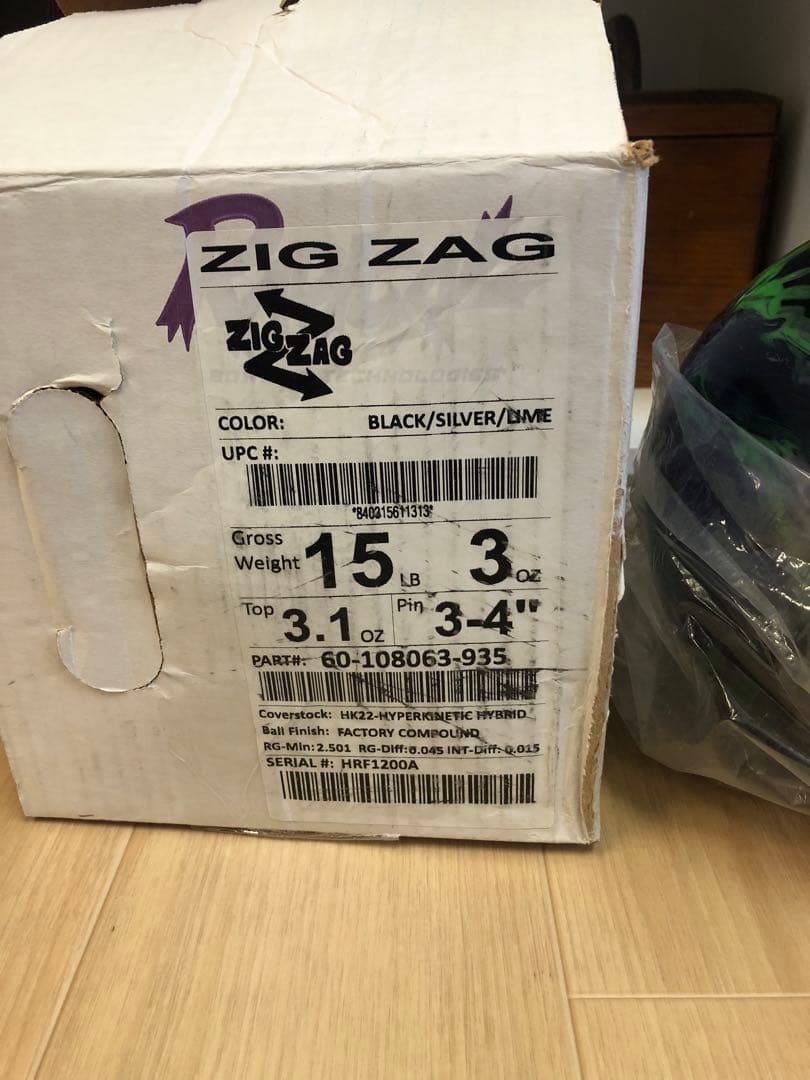 ZIG ZAG
ZIG ZAG
COLOR: BLACK/SILVER/LIME
UPC #:
*840215611313*
Gross Weight 15 LB 3 OZ
Top 3.1 OZ Pin 3-4"
PART#: 60-108063-935
Coverstock: HK22-HYPERKINETIC HYBRID
Ball Finish: FACTORY COMPOUND
RG-Min: 2.501 RG-Diff: 0.045 INT-Diff: 0.015
SERIAL #: HRF1200A